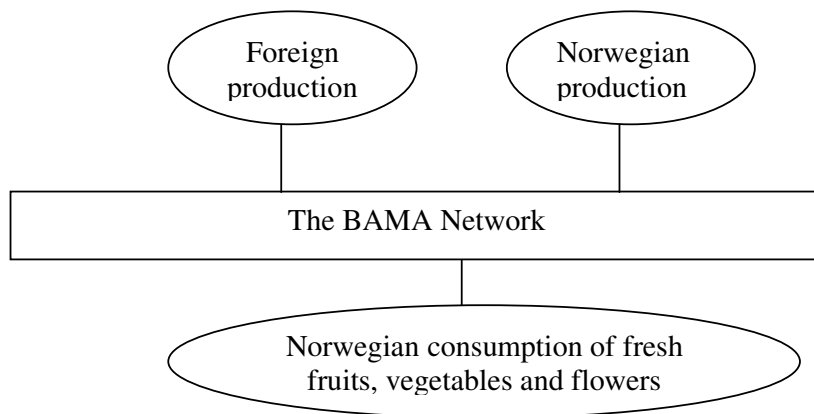 Foreign
production
Norwegian
production
The BAMA Network
Norwegian consumption of fresh
fruits, vegetables and flowers